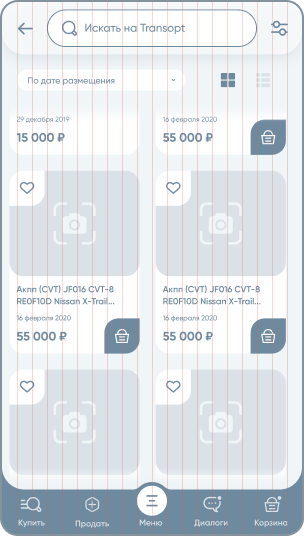 Искать на Transopt
По дате размещения
29 декабря 2019
16 февраля 2020
15 000 ₽
55 000 ₽
Акпп (CVT) JF016 CVT-8
RE0F10D Nissan X-Trail...
16 февраля 2020
55 000 ₽
Акпп (CVT) JF016 CVT-8
RE0F10D Nissan X-Trail...
16 февраля 2020
55 000 ₽
Купить
Продать
Меню
Диалоги
Корзина